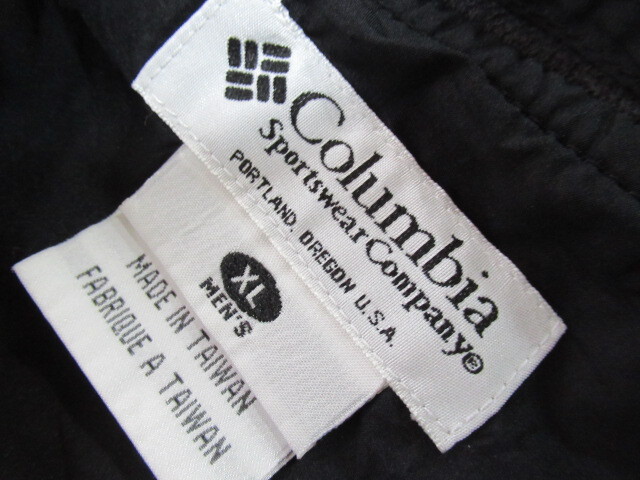 Columbia
Sportswear Company®
PORTLAND, OREGON U.S.A.
XL
MEN'S
MADE IN TAIWAN
FABRIQUE A TAIWAN